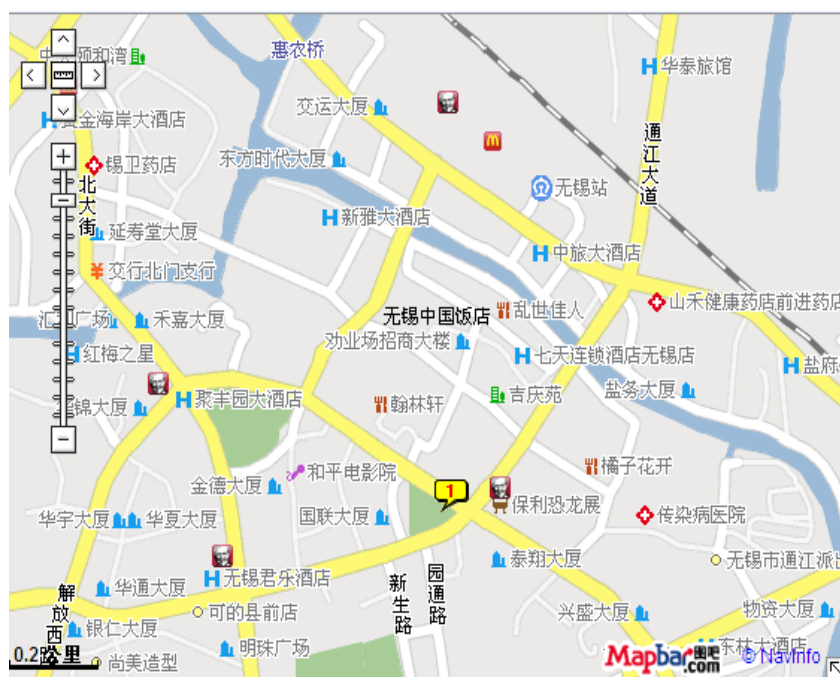 惠农桥
华泰旅馆
交运大厦
黄金海岸大酒店
通江大道
锡卫药店
东方时代大厦
北大街
无锡站
新雅大酒店
延寿堂大厦
中旅大酒店
交行北门支行
山禾健康药店前进药店
无锡中国饭店
乱世佳人
禾嘉大厦
劝业场招商大楼
红梅之星
七天连锁酒店无锡店
盐府
吉庆苑
盐务大厦
聚丰园大酒店
翰林轩
锦大厦
橘子花开
和平电影院
金德大厦
1
保利恐龙展
国联大厦
传染病医院
华宇大厦
华夏大厦
泰翔大厦
无锡市通江派出
无锡君乐酒店
新生路
园通路
解放西路
华通大厦
可的县前店
兴盛大厦
物资大厦
银仁大厦
明珠广场
东林大酒店
0.2公里
尚美造型
Mapbar图吧
.com
© NavInfo